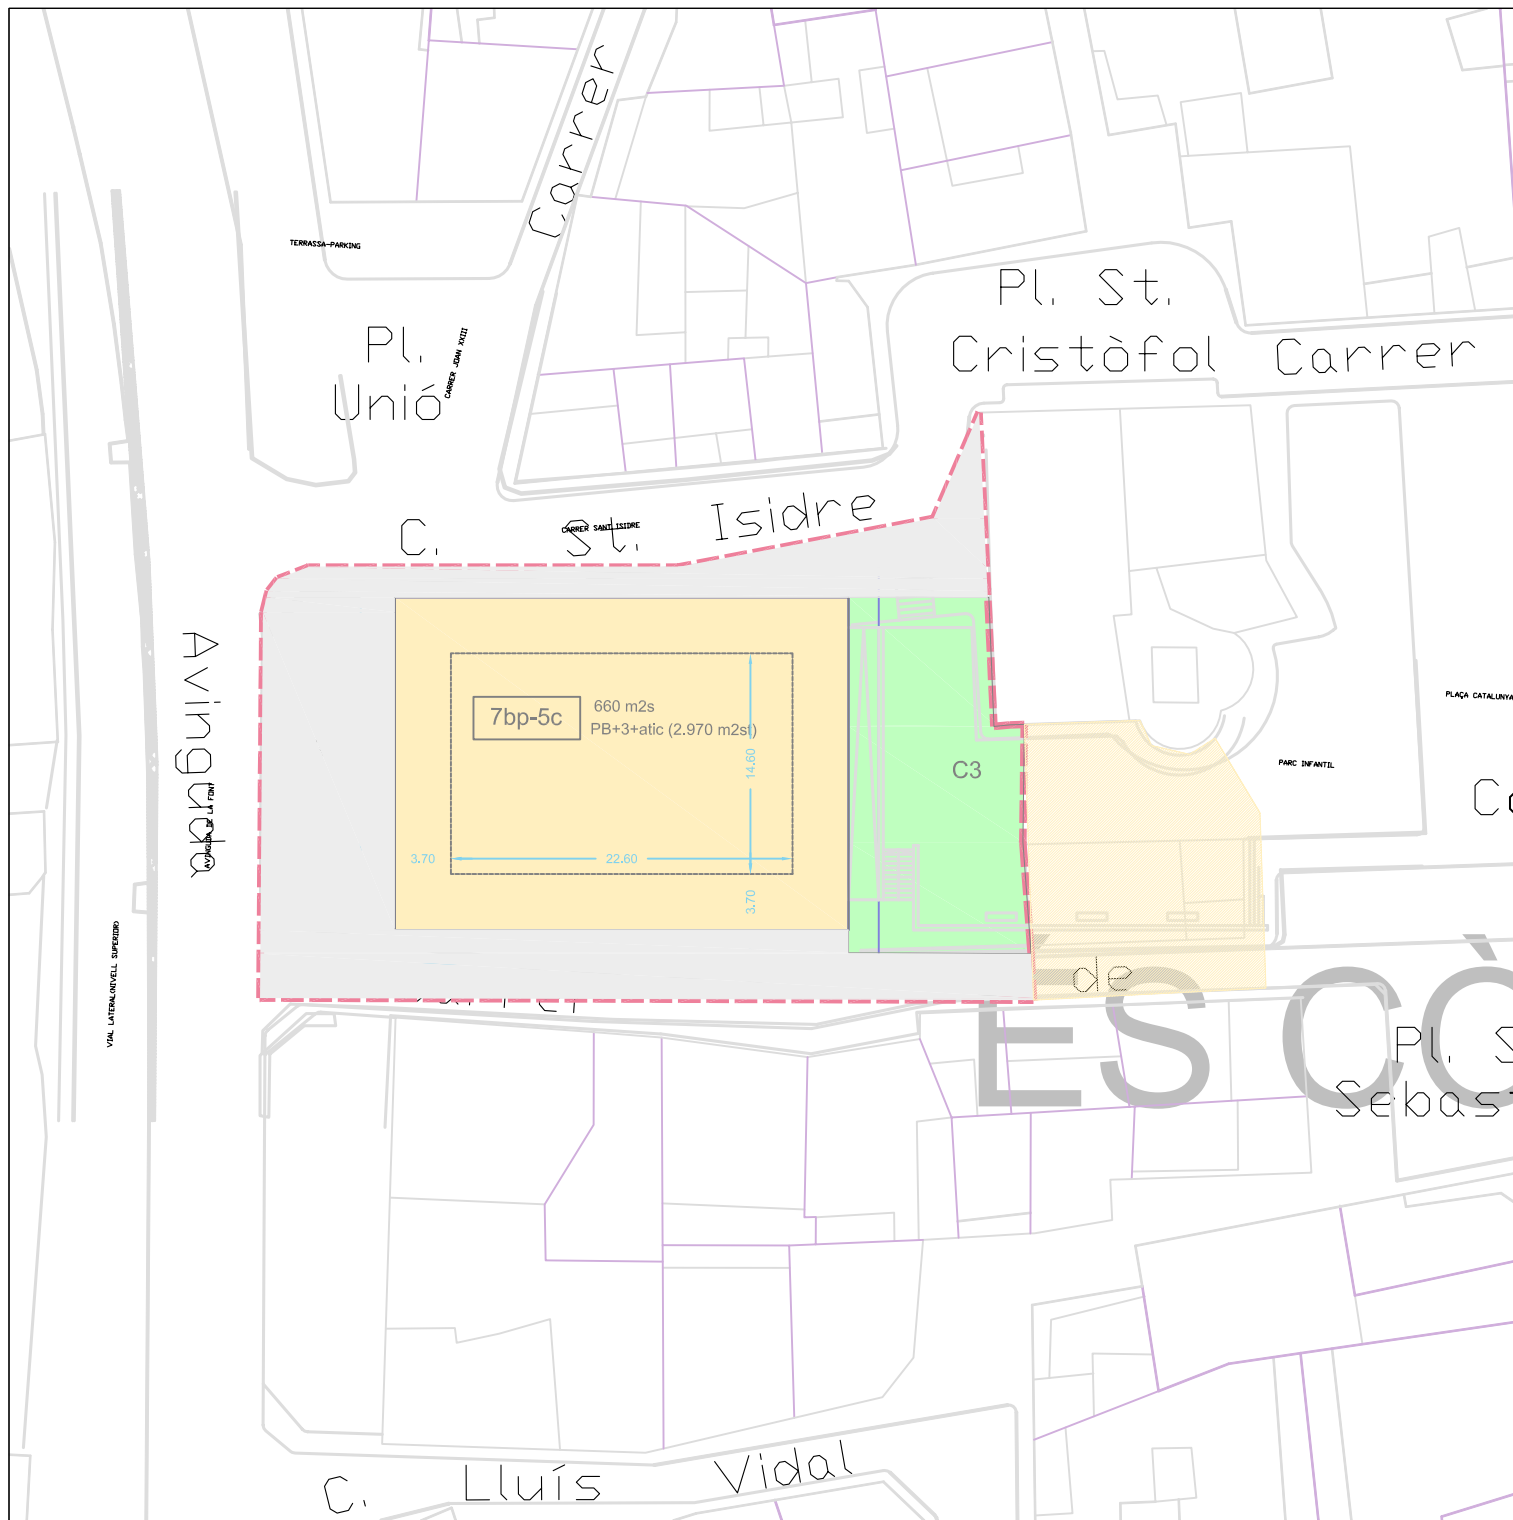 Carrer
TERRASSA-PARKING
Pl. St.
Cristòfol Carrer
Pl.
Unió
CARRER JOAN XXIII
C. St. Isidre
CARRER SANT ISIDRE
Avinguda
AVINGUDA DE LA FONT
7bp-5c
660 m2s
PB+3+atic (2.970 m2st)
14.60
3.70
22.60
3.70
C3
PLAÇA CATALUNYA
PARC INFANTIL
VIAL LATERAL(NIVELL SUPERIOR)
de
ES CÒ
Pl. S
Sebast
C. Lluís Vidal